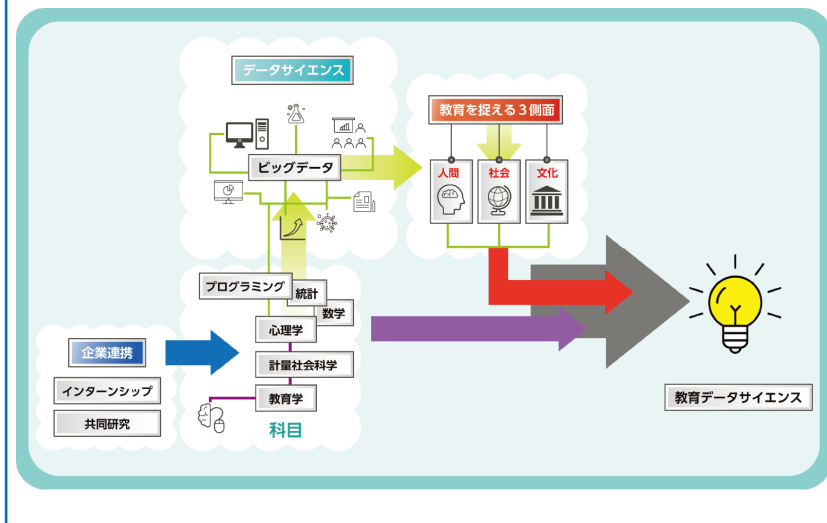 データサイエンス
ビッグデータ
教育を捉える3側面
人間
社会
文化
プログラミング
統計
数学
心理学
計量社会科学
教育学
科目
企業連携
インターンシップ
共同研究
教育データサイエンス